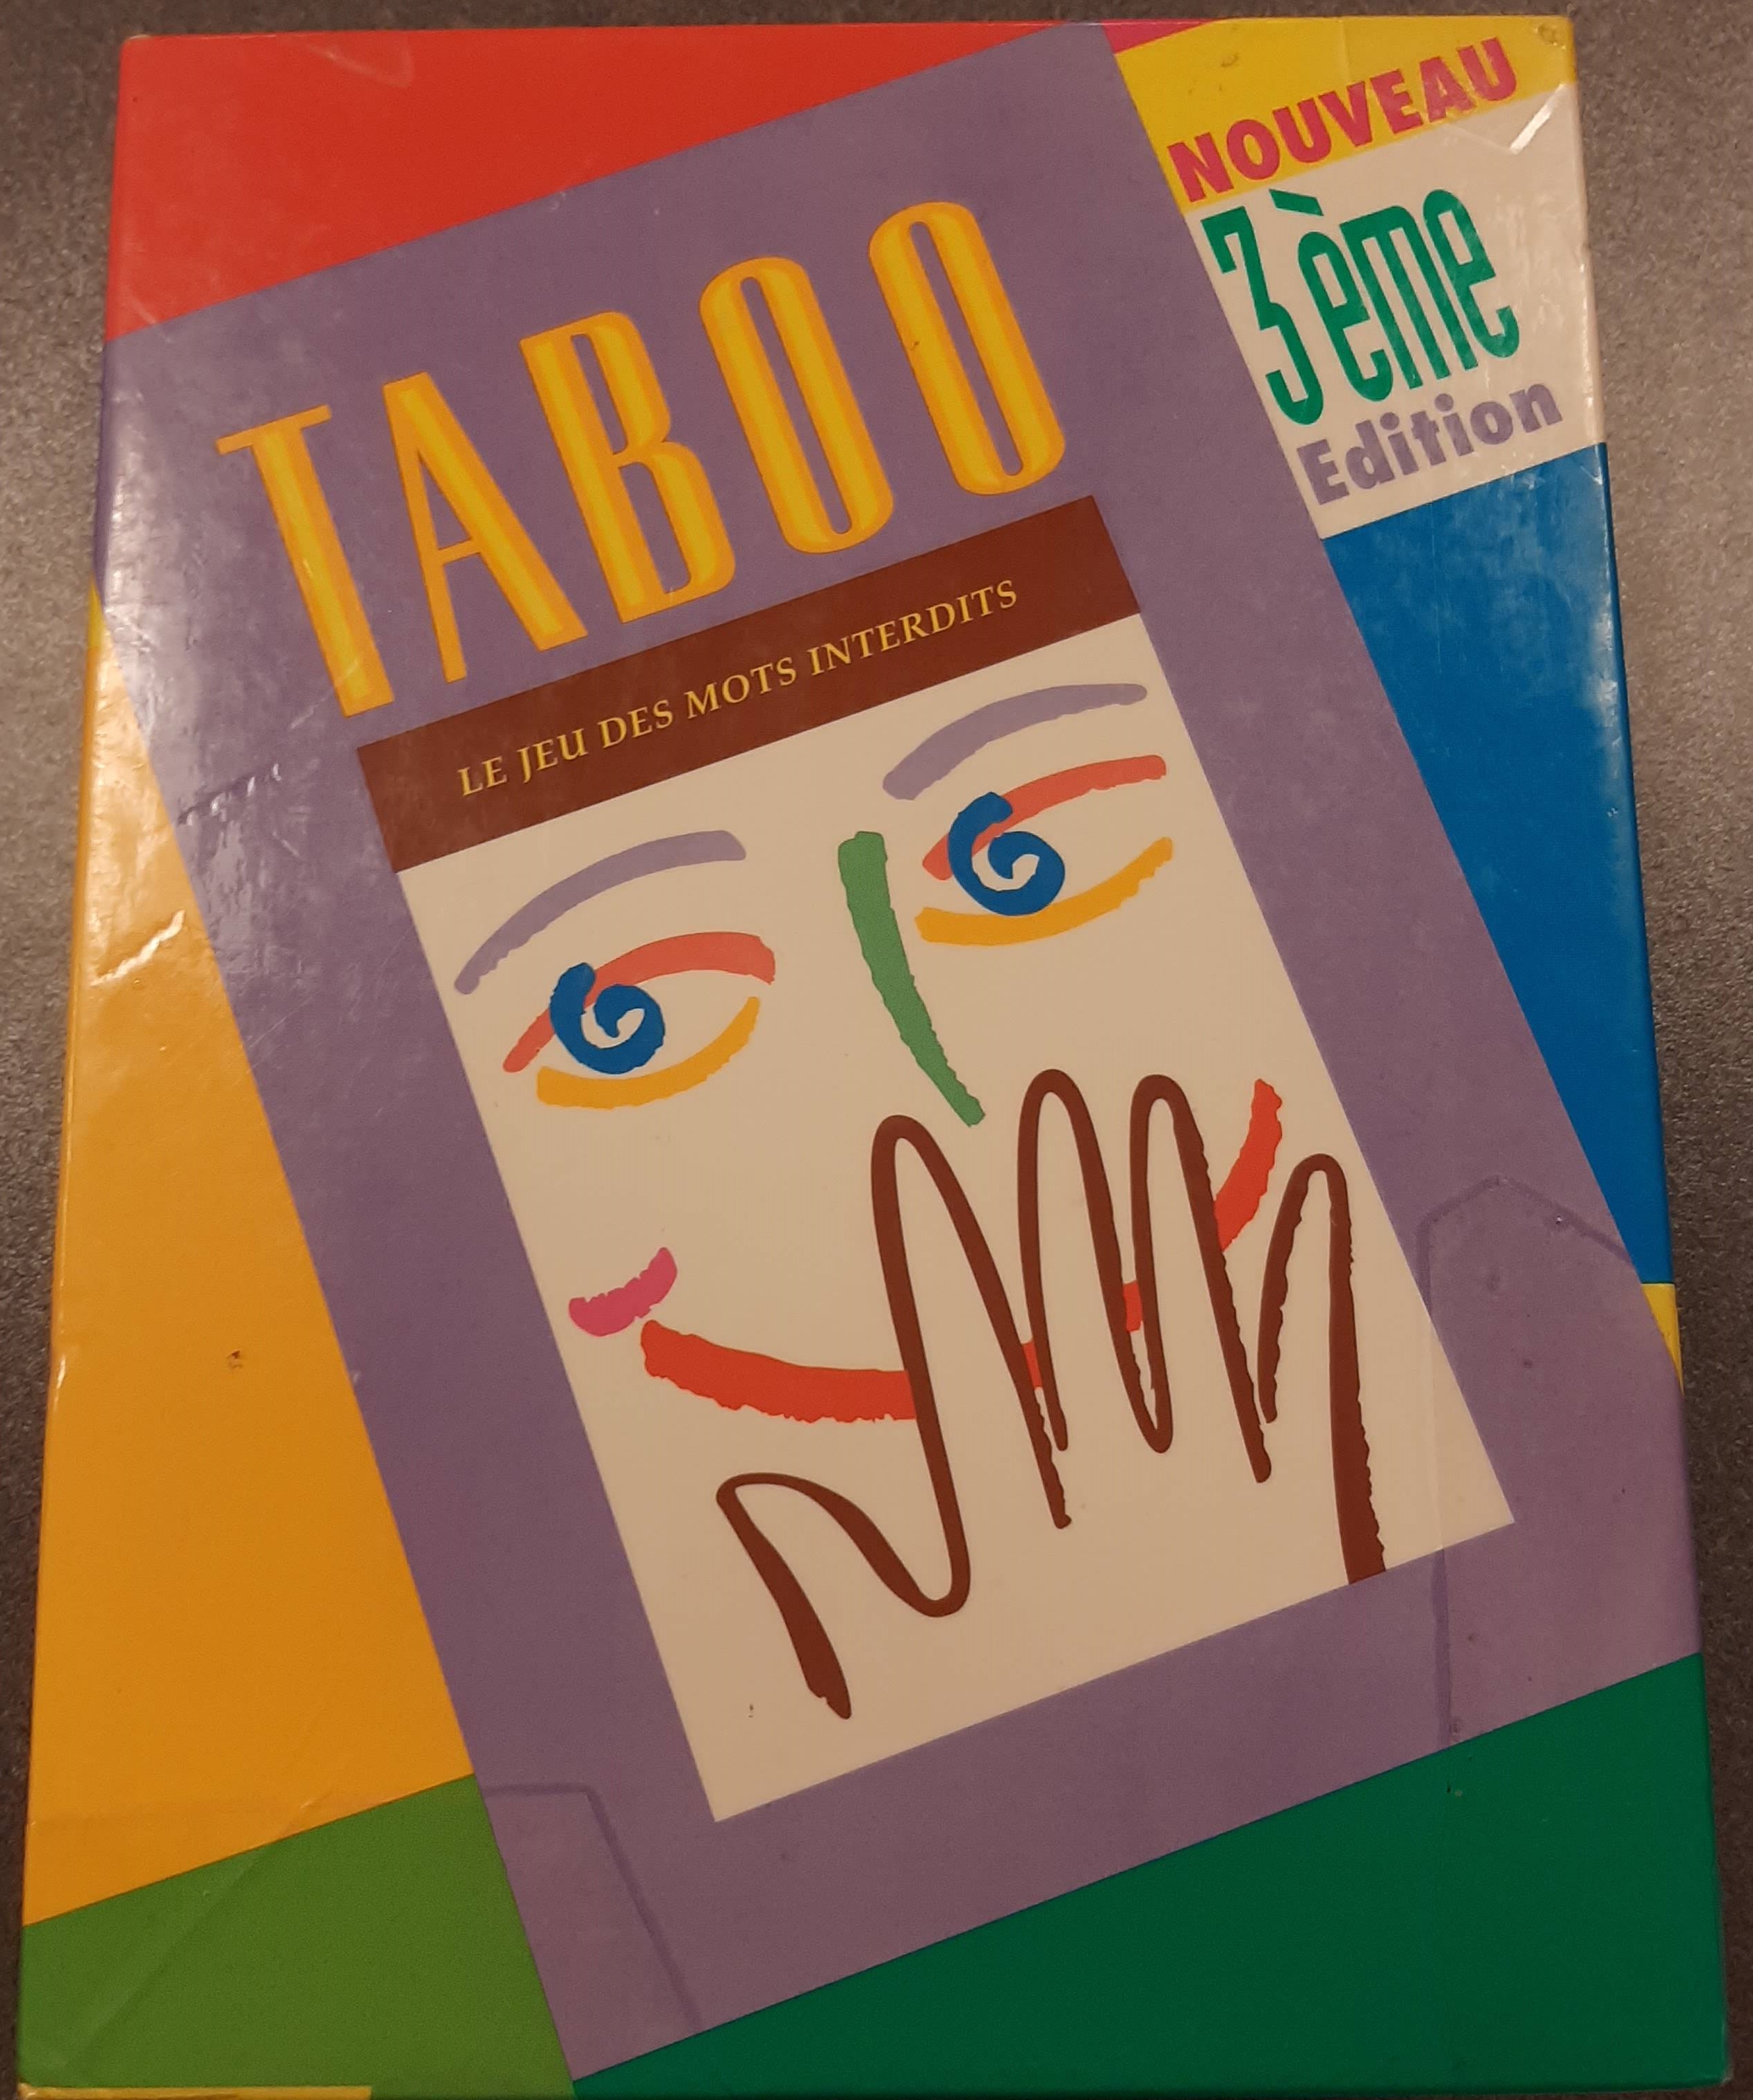 NOUVEAU
3ème
Edition
TABOO
LE JEU DES MOTS INTERDITS